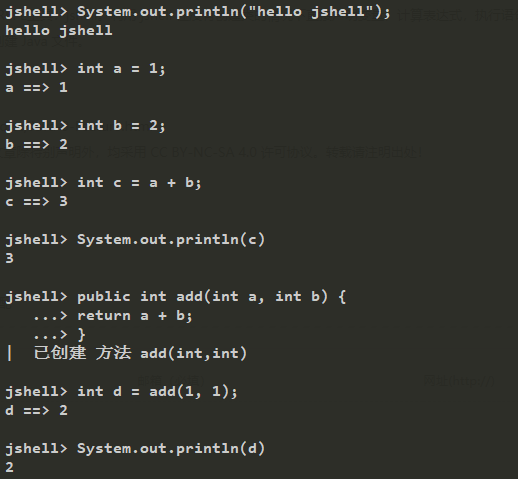 jshell> System.out.println("hello jshell");
hello jshell
jshell> int a = 1;
a ==> 1
jshell> int b = 2;
b ==> 2
jshell> int c = a + b;
c ==> 3
jshell> System.out.println(c)
3
jshell> public int add(int a, int b) {
   ...> return a + b;
   ...> }
|  已创建 方法 add(int,int)
jshell> int d = add(1, 1);
d ==> 2
jshell> System.out.println(d)
2